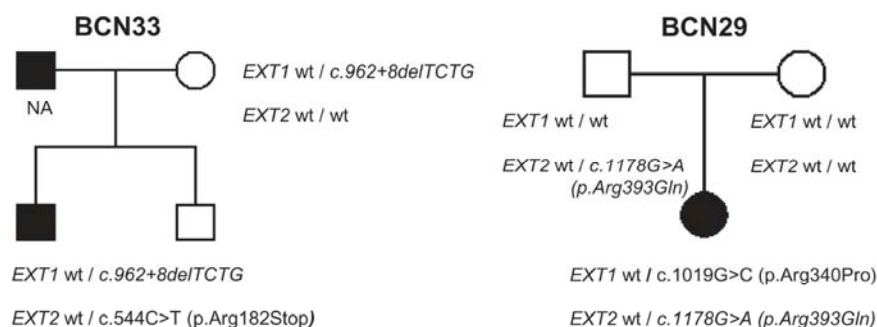 BCN33
NA
EXT1 wt / c.962+8delTCTG
EXT2 wt / wt
EXT1 wt / c.962+8delTCTG
EXT2 wt / c.544C>T (p.Arg182Stop)
BCN29
EXT1 wt / wt
EXT2 wt / c.1178G>A
(p.Arg393Gln)
EXT1 wt / wt
EXT2 wt / wt
EXT1 wt / c.1019G>C (p.Arg340Pro)
EXT2 wt / c.1178G>A (p.Arg393Gln)